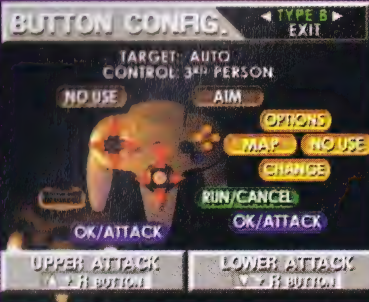 BUTTON CONFIG.
◄ TYPE B ►
EXIT
TARGET: AUTO
CONTROL: 3RD PERSON
NO USE
AIM
OPTIONS
MAP
NO USE
CHANGE
RUN/CANCEL
OK/ATTACK
OK/ATTACK
UPPER ATTACK
▲ + R BUTTON
LOWER ATTACK
▼ + R BUTTON